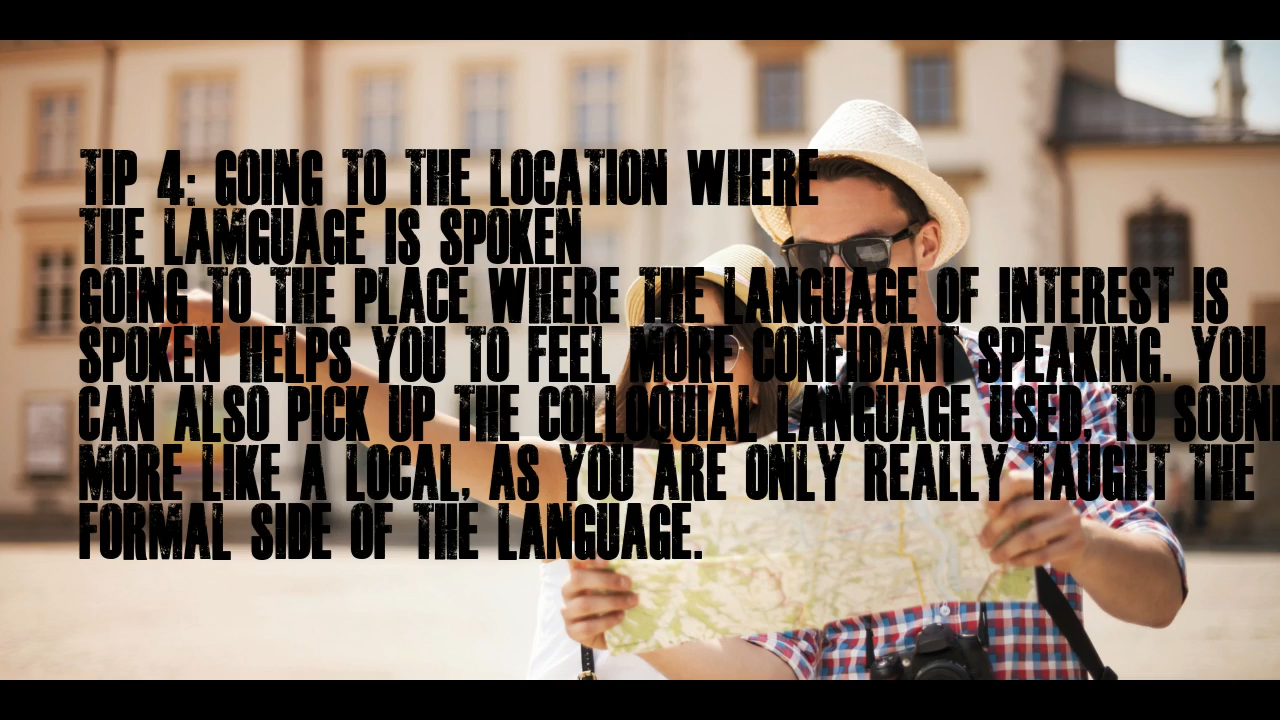 TIP 4: GOING TO THE LOCATION WHERE
THE LAMGUAGE IS SPOKEN
GOING TO THE PLACE WHERE THE LANGUAGE OF INTEREST IS
SPOKEN HELPS YOU TO FEEL MORE CONFIDANT SPEAKING. YOU
CAN ALSO PICK UP THE COLLOQUIAL LANGUAGE USED, TO SOUND
MORE LIKE A LOCAL, AS YOU ARE ONLY REALLY TAUGHT THE
FORMAL SIDE OF THE LANGUAGE.